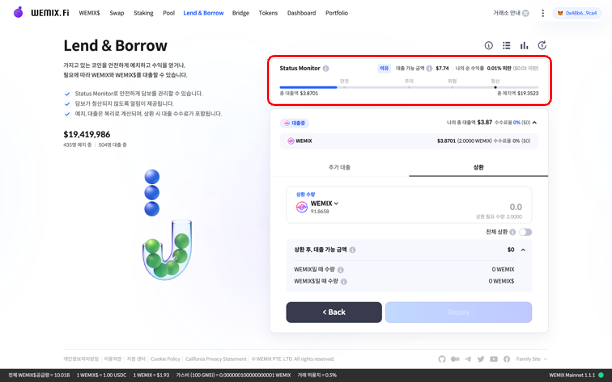 WEMIX.Fi WEMIX$ Swap Staking Pool Lend & Borrow Bridge Tokens Dashboard Portfolio 거래소 안내 0x48b6...9ca4
Lend & Borrow
가지고 있는 코인을 안전하게 예치하고 수익을 얻거나,
필요에 따라 WEMIX와 WEMIX$를 대출할 수 있습니다.
Status Monitor로 안전하게 담보를 관리할 수 있습니다.
담보가 청산되지 않도록 알림이 제공됩니다.
예치, 대출은 복리로 계산되며, 상환 시 대출 수수료가 포함됩니다.
$19,419,986
435명 예치 중 504명 대출 중
Status Monitor 여유 대출 가능 금액 $7.74 나의 순 수익률 0.01% 미만 ($0.01 미만)
안전 주의 위험 청산
총 대출액 $3.8701 총 예치액 $19.3523
대출중 나의 총 대출액 $3.87 수수료율 0% ($0)
WEMIX $3.8701 (2.0000 WEMIX) 수수료율 0% ($0)
추가 대출 상환
상환 수량
WEMIX 0.0
91.8658 상환 필요 수량 2.0000
전체 상환
상환 후, 대출 가능 금액 $0
WEMIX일 때 수량 0 WEMIX
WEMIX$일 때 수량 0 WEMIX$
< Back Repay
개인정보처리방침 이용약관 지원 센터 Cookie Policy California Privacy Statement © WEMIX PTE. LTD. All rights reserved. Family Site
전체 WEMIX$공급량 = 10.01B 1 WEMIX$ = 1.00 USDC 1 WEMIX = $1.93 가스비 (100 GWEI) = 0.0000001000000000001 WEMIX 거래 허용치 = 0.5% WEMIX Mainnet 1.1.1